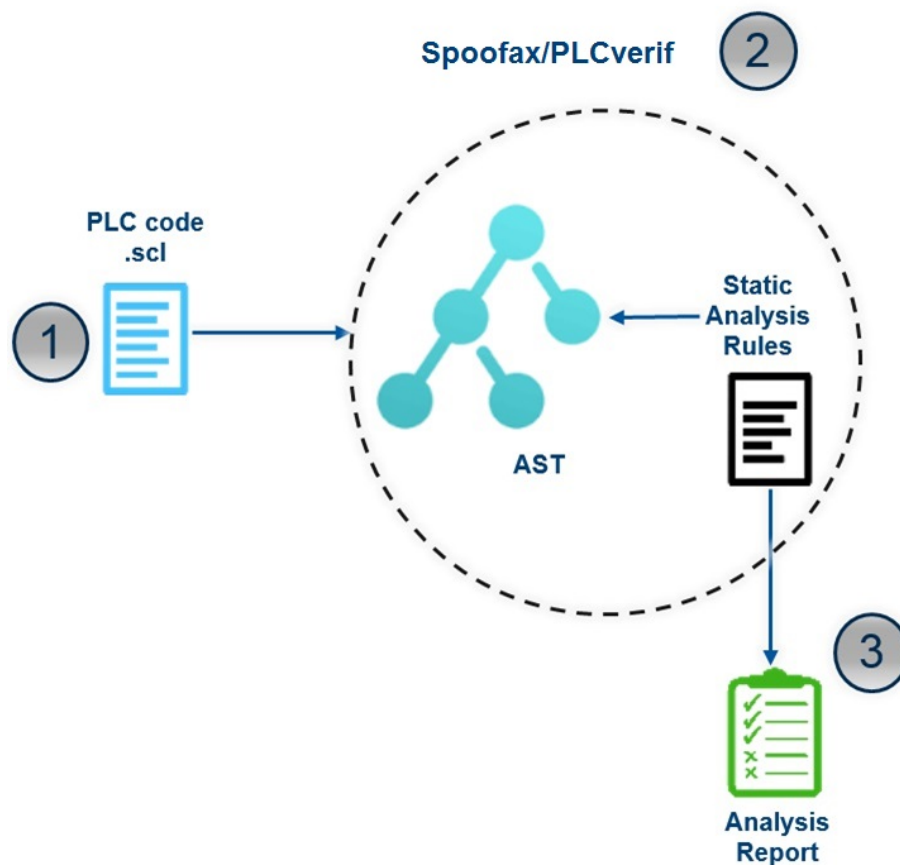 Spoofax/PLCverif
2
PLC code
.scl
1
Static
Analysis
Rules
AST
3
Analysis
Report